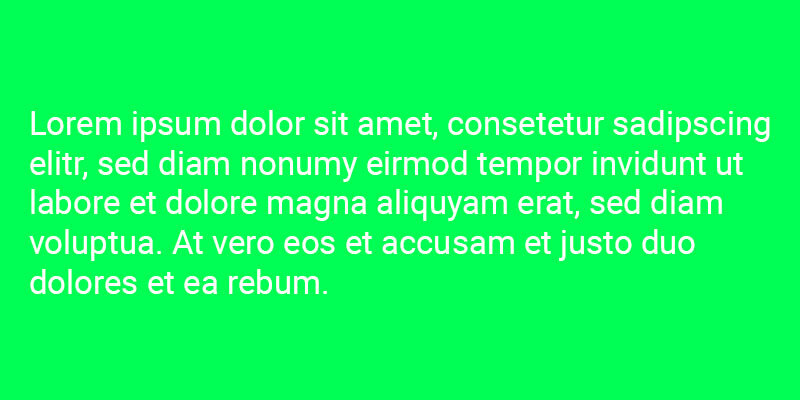 Lorem ipsum dolor sit amet, consetetur sadipscing
elitr, sed diam nonumy eirmod tempor invidunt ut
labore et dolore magna aliquyam erat, sed diam
voluptua. At vero eos et accusam et justo duo
dolores et ea rebum.